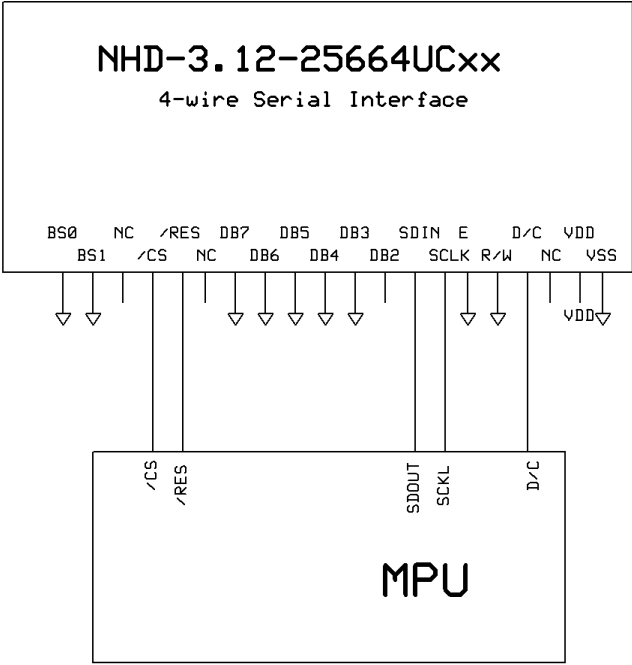 NHD-3.12-25664UCxx
4-wire Serial Interface
BS0 NC /RES DB7 DB5 DB3 SDIN E D/C VDD
BS1 /CS NC DB6 DB4 DB2 SCLK R/W NC VSS
VDD
/CS
/RES
SDOUT
SCKL
D/C
MPU